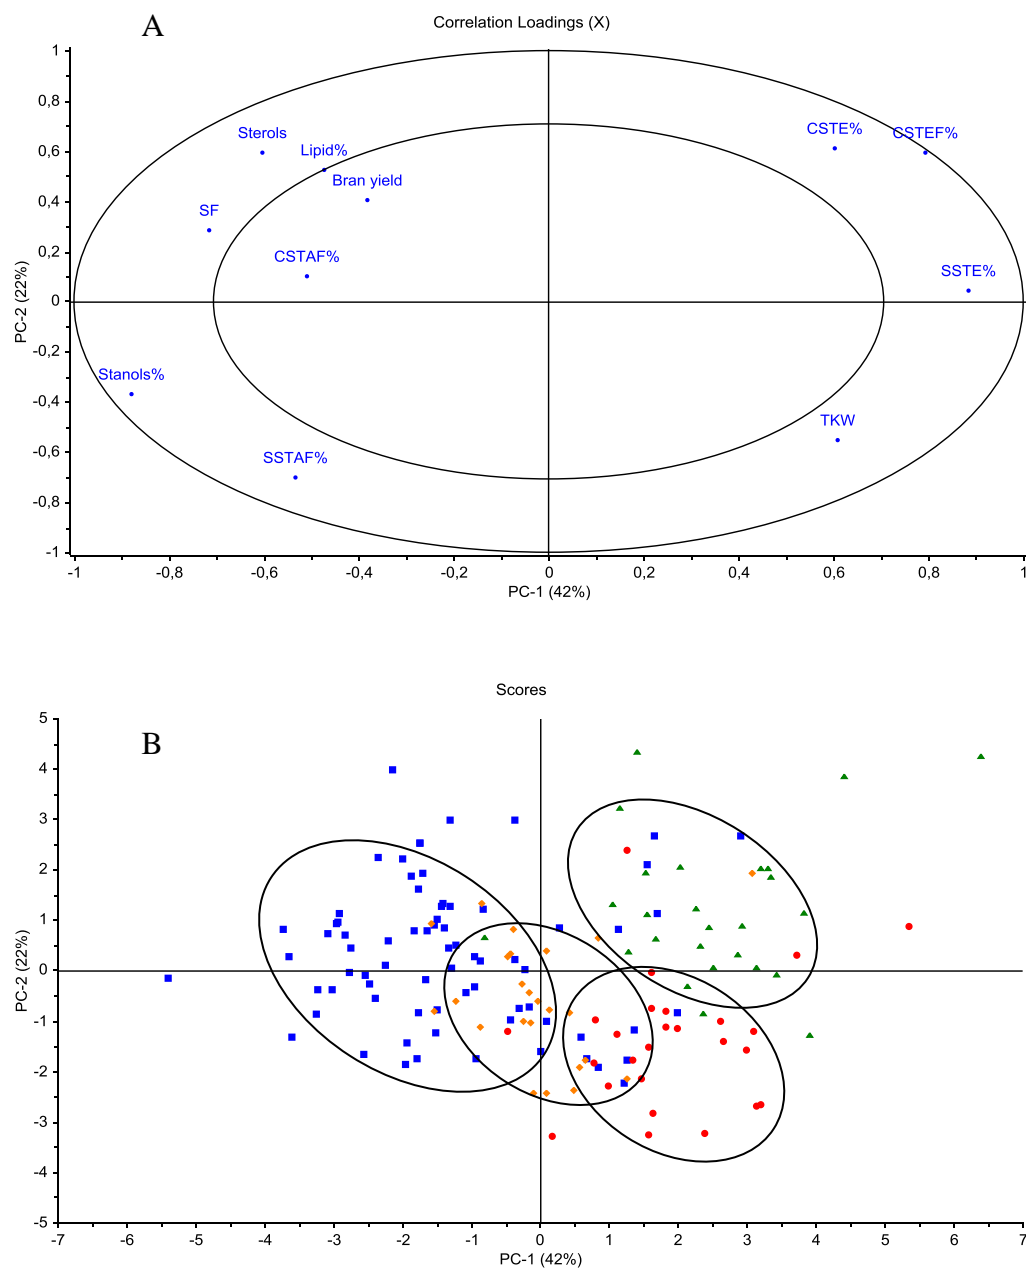 A
Correlation Loadings (X)
1
0,8
0,6
0,4
0,2
0
-0,2
-0,4
-0,6
-0,8
-1
PC-2 (22%)
Sterols
Lipid%
Bran yield
SF
CSTAF%
CSTE%
CSTEF%
SSTE%
Stanols%
SSTAF%
TKW
-1 -0,8 -0,6 -0,4 -0,2 0 0,2 0,4 0,6 0,8 1
PC-1 (42%)
Scores
B
5
4
3
2
1
0
-1
-2
-3
-4
-5
PC-2 (22%)
-7 -6 -5 -4 -3 -2 -1 0 1 2 3 4 5 6 7
PC-1 (42%)